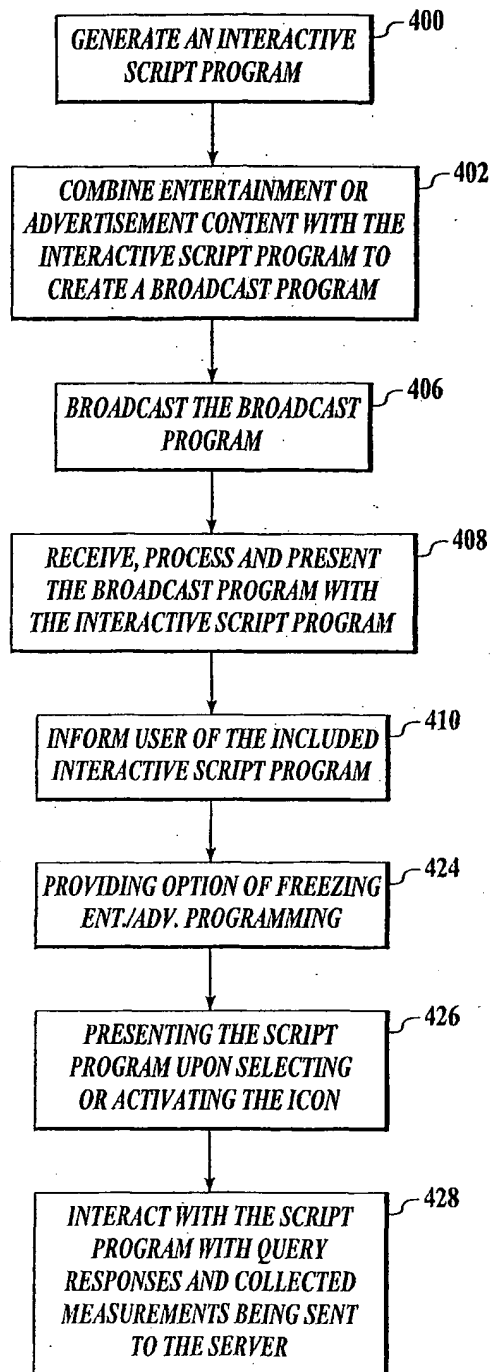 400
GENERATE AN INTERACTIVE
SCRIPT PROGRAM
402
COMBINE ENTERTAINMENT OR
ADVERTISEMENT CONTENT WITH THE
INTERACTIVE SCRIPT PROGRAM TO
CREATE A BROADCAST PROGRAM
406
BROADCAST THE BROADCAST
PROGRAM
408
RECEIVE, PROCESS AND PRESENT
THE BROADCAST PROGRAM WITH
THE INTERACTIVE SCRIPT PROGRAM
410
INFORM USER OF THE INCLUDED
INTERACTIVE SCRIPT PROGRAM
424
PROVIDING OPTION OF FREEZING
ENT./ADV. PROGRAMMING
426
PRESENTING THE SCRIPT
PROGRAM UPON SELECTING
OR ACTIVATING THE ICON
428
INTERACT WITH THE SCRIPT
PROGRAM WITH QUERY
RESPONSES AND COLLECTED
MEASUREMENTS BEING SENT
TO THE SERVER